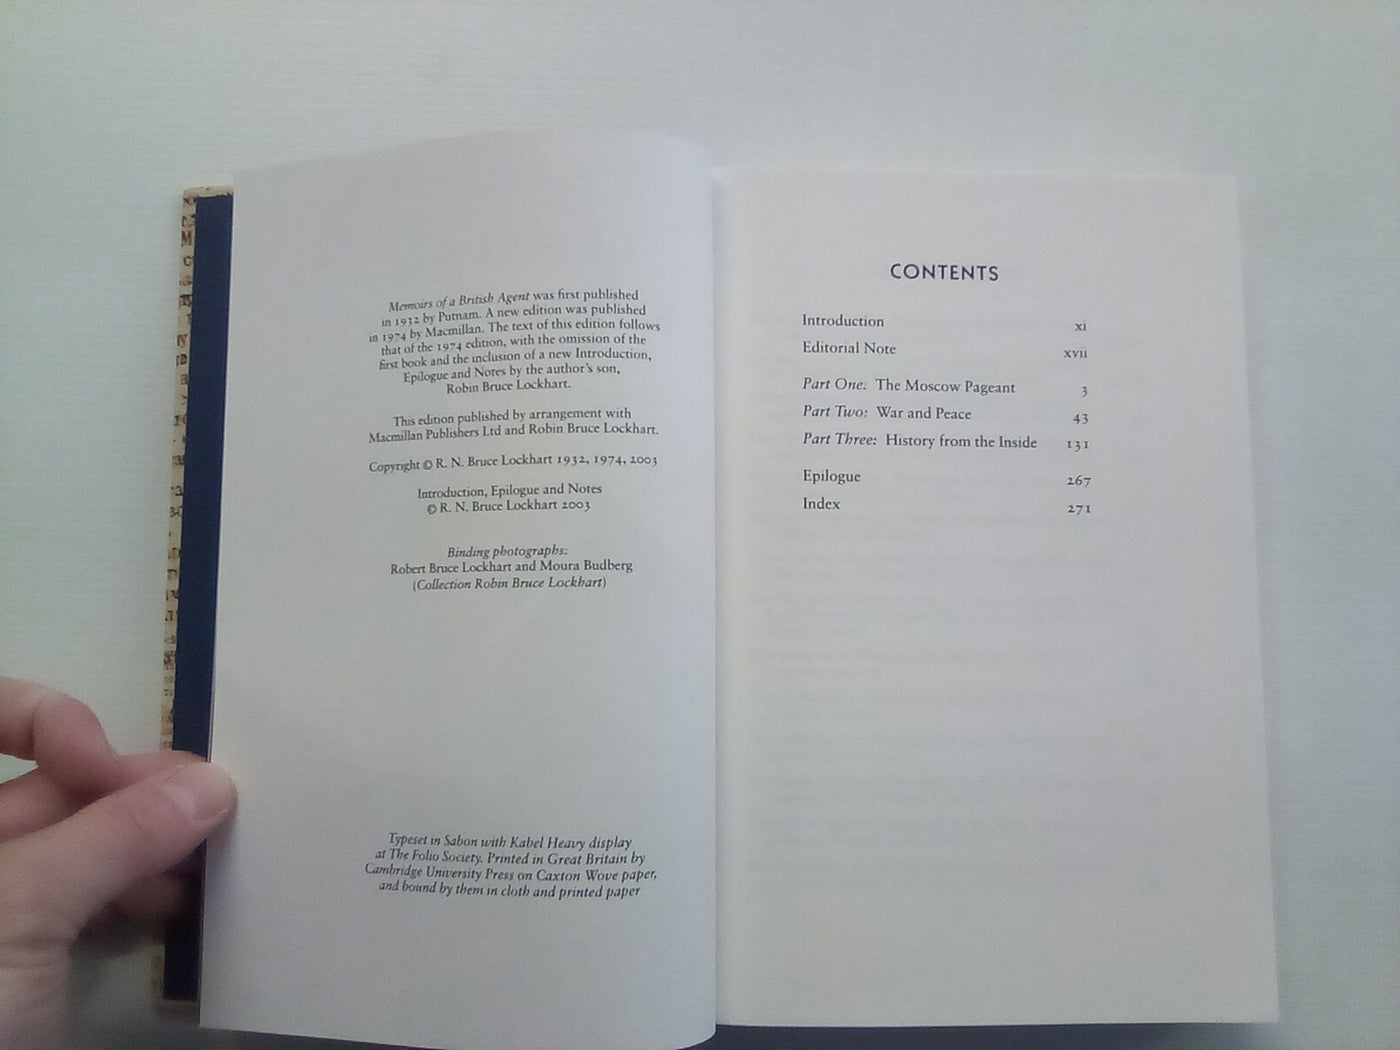 Memoirs of a British Agent was first published
in 1932 by Putnam. A new edition was published
in 1974 by Macmillan. The text of this edition follows
that of the 1974 edition, with the omission of the
first book and the inclusion of a new Introduction,
Epilogue and Notes by the author's son,
Robin Bruce Lockhart.
This edition published by arrangement with
Macmillan Publishers Ltd and Robin Bruce Lockhart.
Copyright © R. N. Bruce Lockhart 1932, 1974, 2003
Introduction, Epilogue and Notes
© R. N. Bruce Lockhart 2003
Binding photographs:
Robert Bruce Lockhart and Moura Budberg
(Collection Robin Bruce Lockhart)
Typeset in Sabon with Kabel Heavy display
at The Folio Society. Printed in Great Britain by
Cambridge University Press on Caxton Wove paper,
and bound by them in cloth and printed paper
CONTENTS
Introduction xi
Editorial Note xvii
Part One: The Moscow Pageant 3
Part Two: War and Peace 43
Part Three: History from the Inside 131
Epilogue 267
Index 271